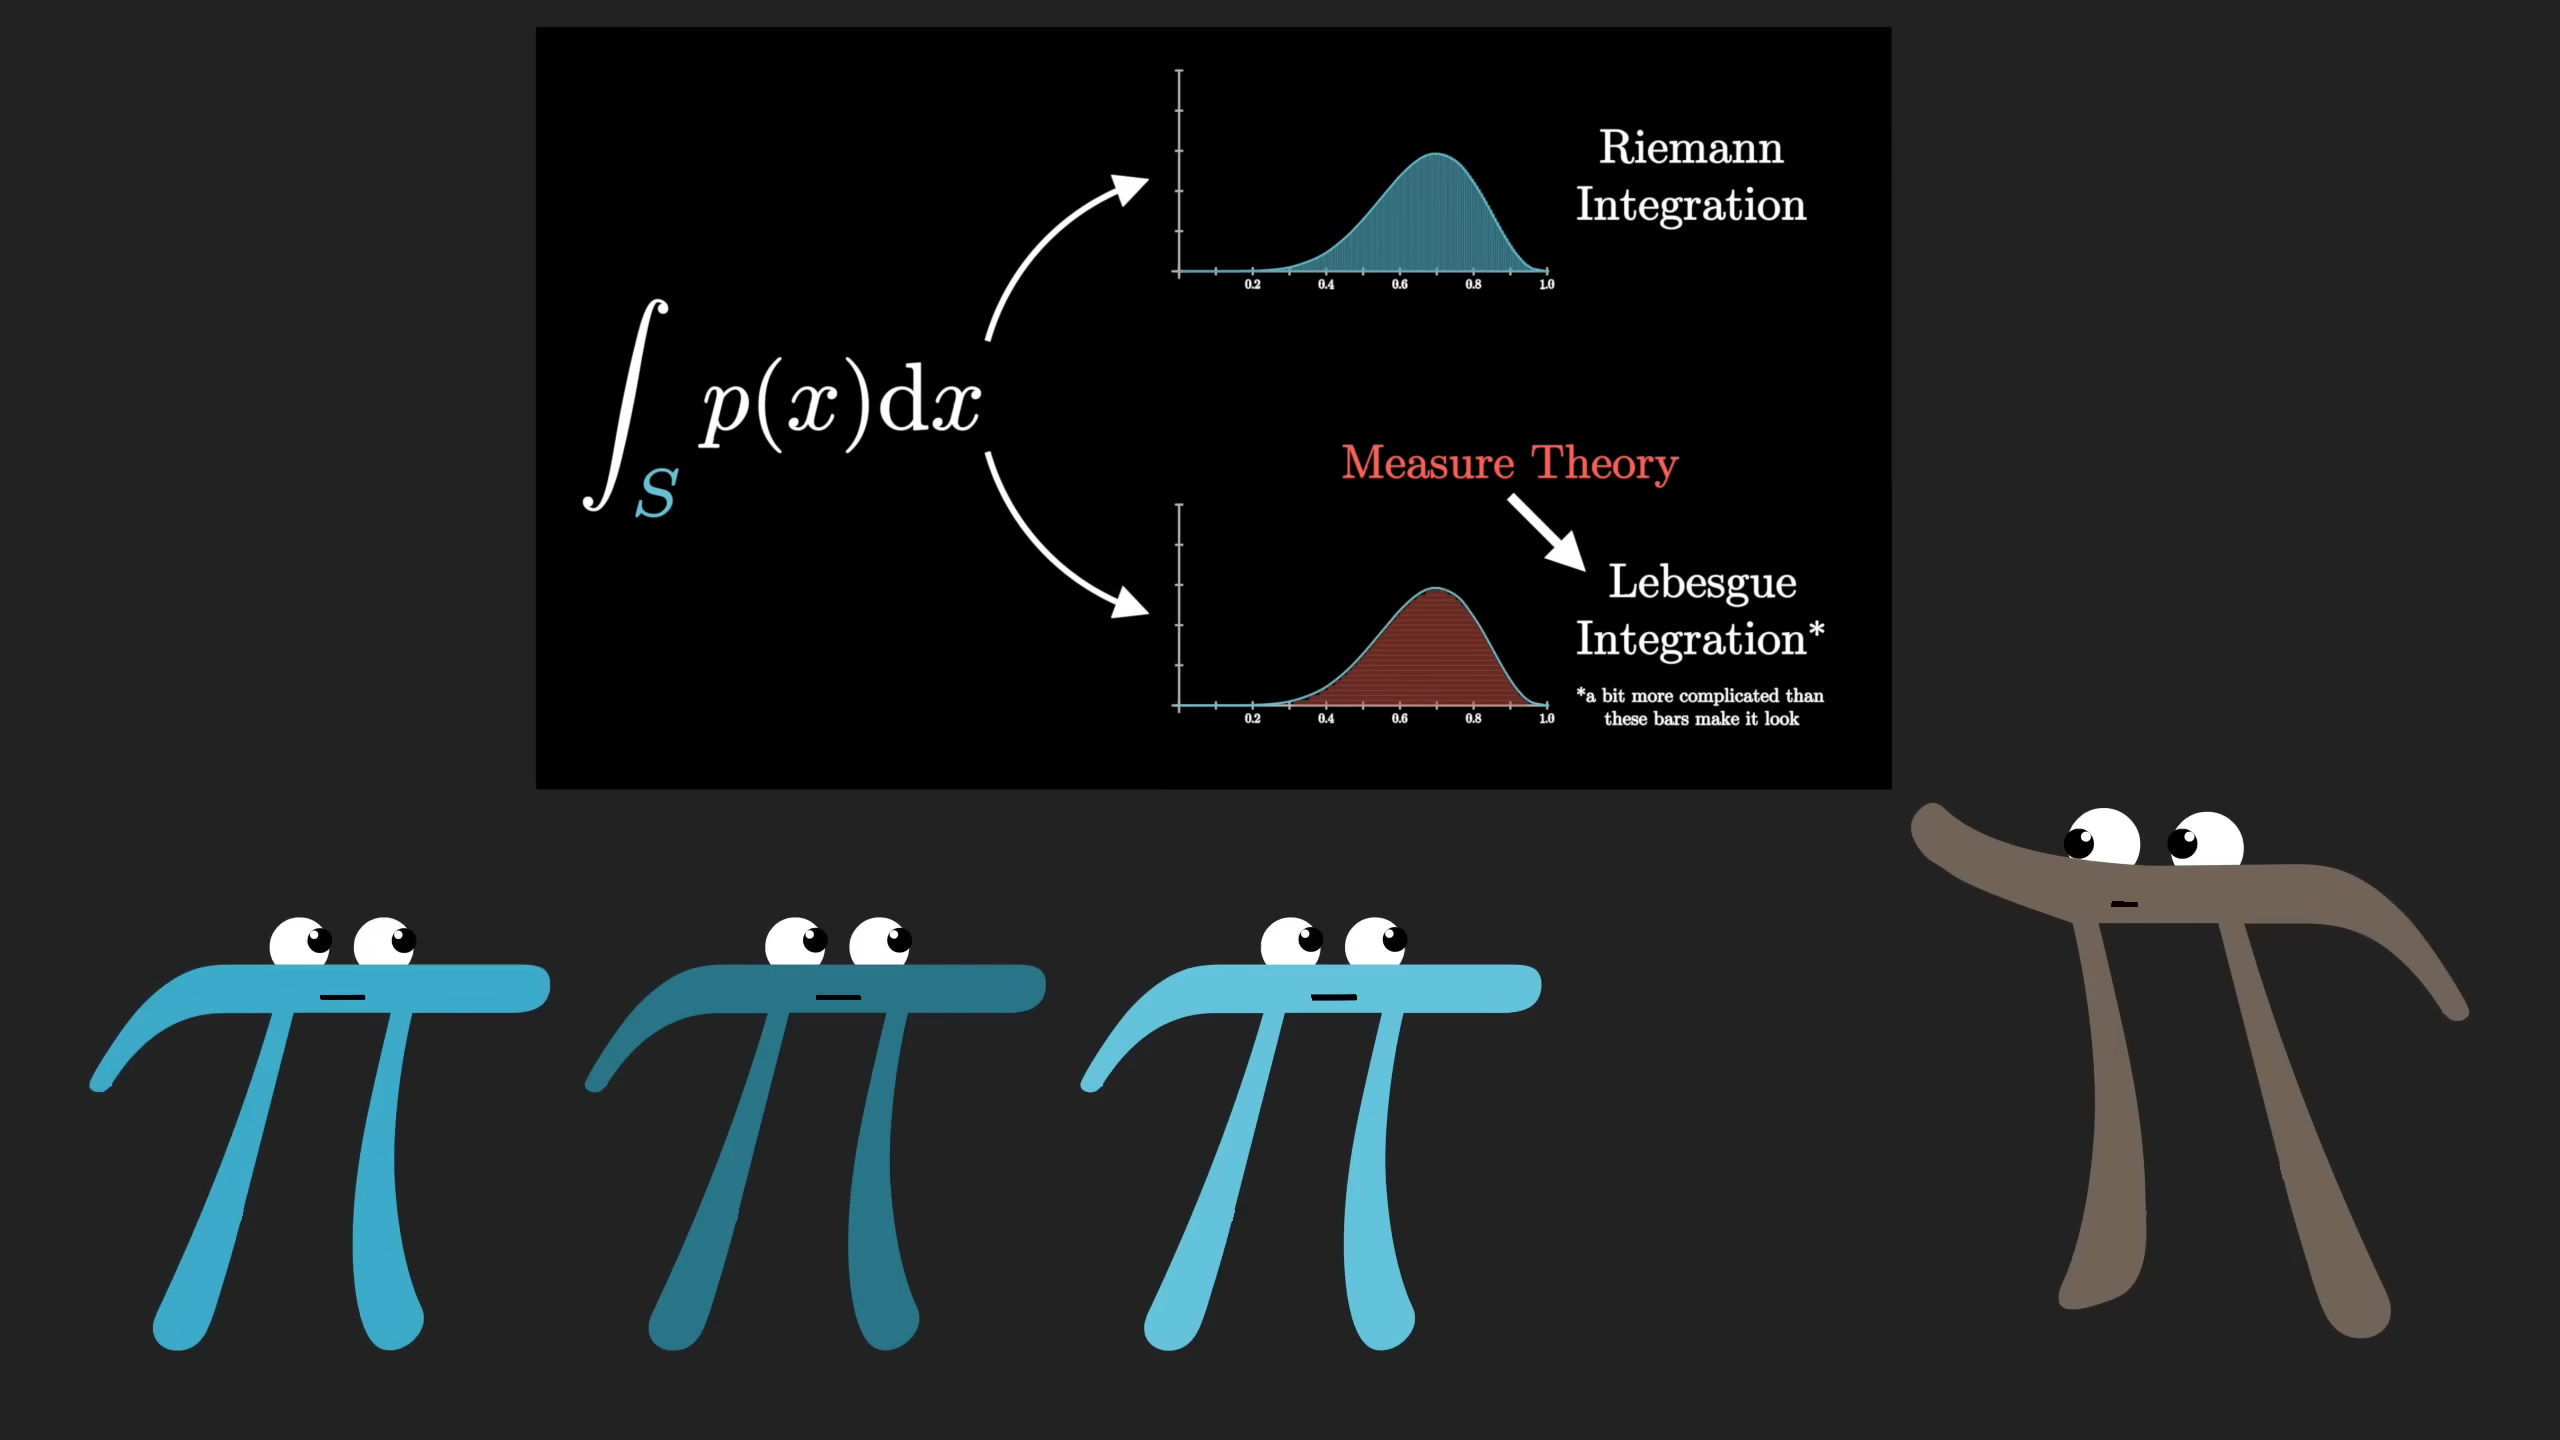 Riemann
Integration
0.2 0.4 0.6 0.8 1.0
∫_S p(x)dx
Measure Theory
Lebesgue
Integration*
*a bit more complicated than
these bars make it look
0.2 0.4 0.6 0.8 1.0